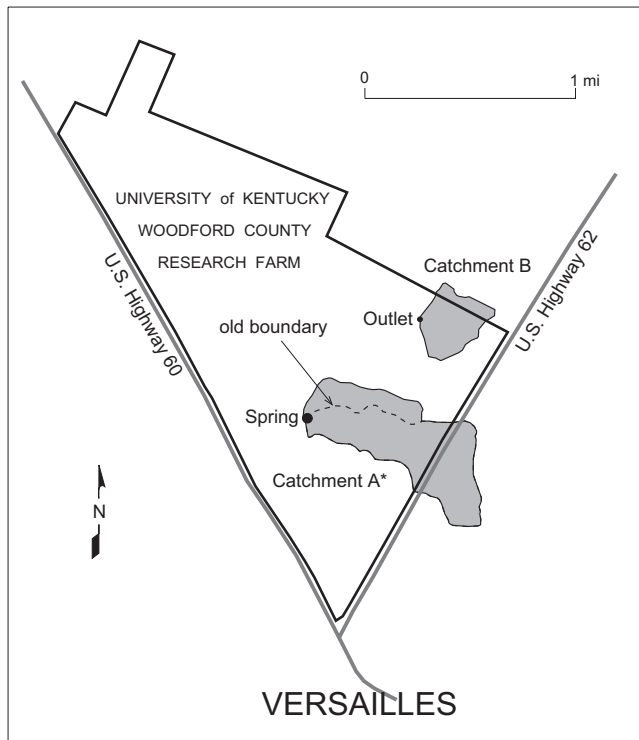 0
1 mi
UNIVERSITY of KENTUCKY
WOODFORD COUNTY
RESEARCH FARM
U.S. Highway 60
U.S. Highway 62
Catchment B
Outlet
old boundary
Spring
Catchment A*
N
VERSAILLES